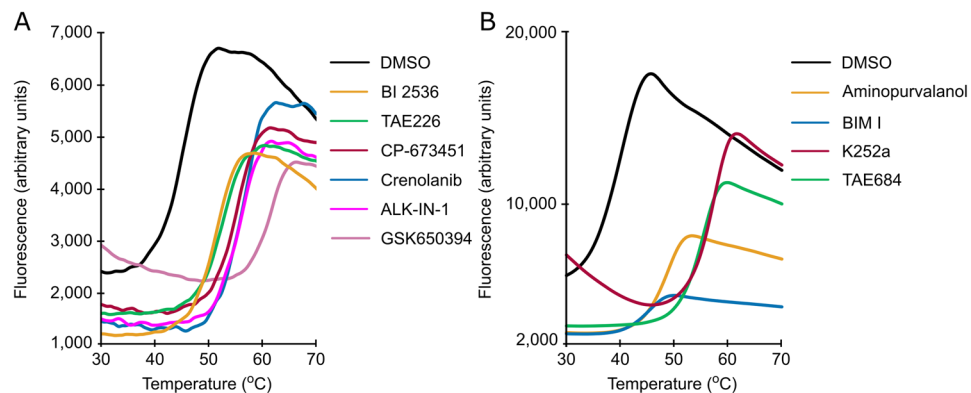 A
Fluorescence (arbitrary units)
7,000
6,000
5,000
4,000
3,000
2,000
1,000
30
40
50
60
70
Temperature (°C)
DMSO
BI 2536
TAE226
CP-673451
Crenolanib
ALK-IN-1
GSK650394
B
Fluorescence (arbitrary units)
20,000
10,000
2,000
30
40
50
60
70
Temperature (°C)
DMSO
Aminopurvalanol
BIM I
K252a
TAE684